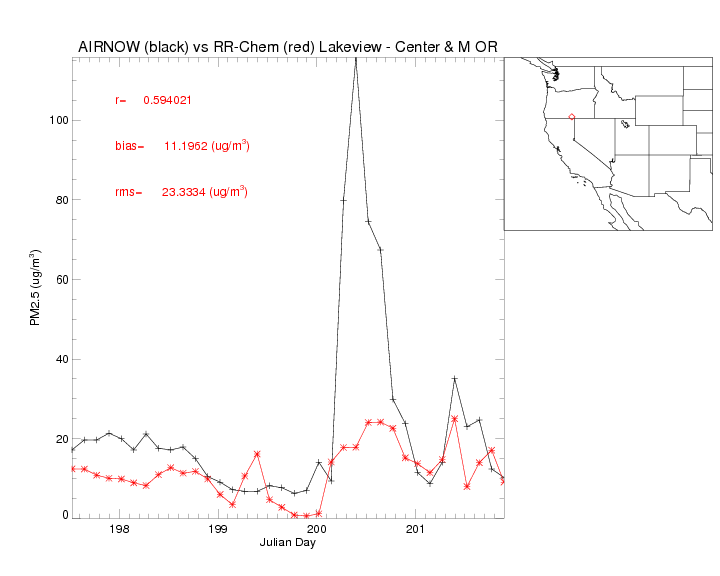 AIRNOW (black) vs RR-Chem (red) Lakeview - Center & M OR
r= 0.594021
bias= 11.1962 (ug/m³)
rms= 23.3334 (ug/m³)
PM2.5 (ug/m³)
100
80
60
40
20
0
198 199 200 201
Julian Day